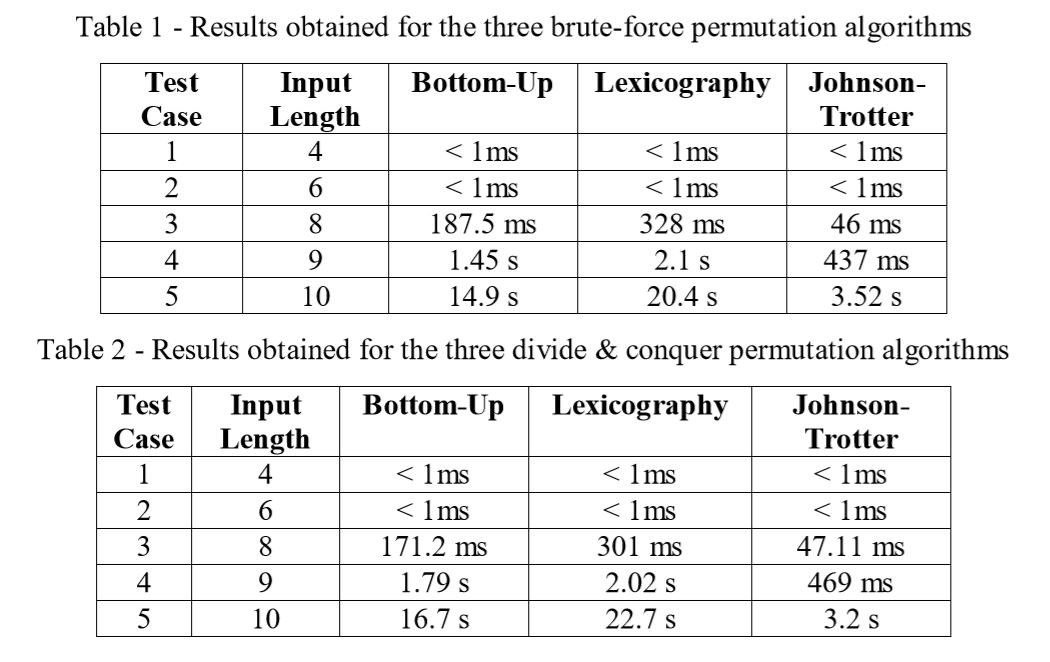 Table 1 - Results obtained for the three brute-force permutation algorithms
Test Case Input Length Bottom-Up Lexicography Johnson-Trotter
1 4 < 1ms < 1ms < 1ms
2 6 < 1ms < 1ms < 1ms
3 8 187.5 ms 328 ms 46 ms
4 9 1.45 s 2.1 s 437 ms
5 10 14.9 s 20.4 s 3.52 s
Table 2 - Results obtained for the three divide & conquer permutation algorithms
Test Case Input Length Bottom-Up Lexicography Johnson-Trotter
1 4 < 1ms < 1ms < 1ms
2 6 < 1ms < 1ms < 1ms
3 8 171.2 ms 301 ms 47.11 ms
4 9 1.79 s 2.02 s 469 ms
5 10 16.7 s 22.7 s 3.2 s